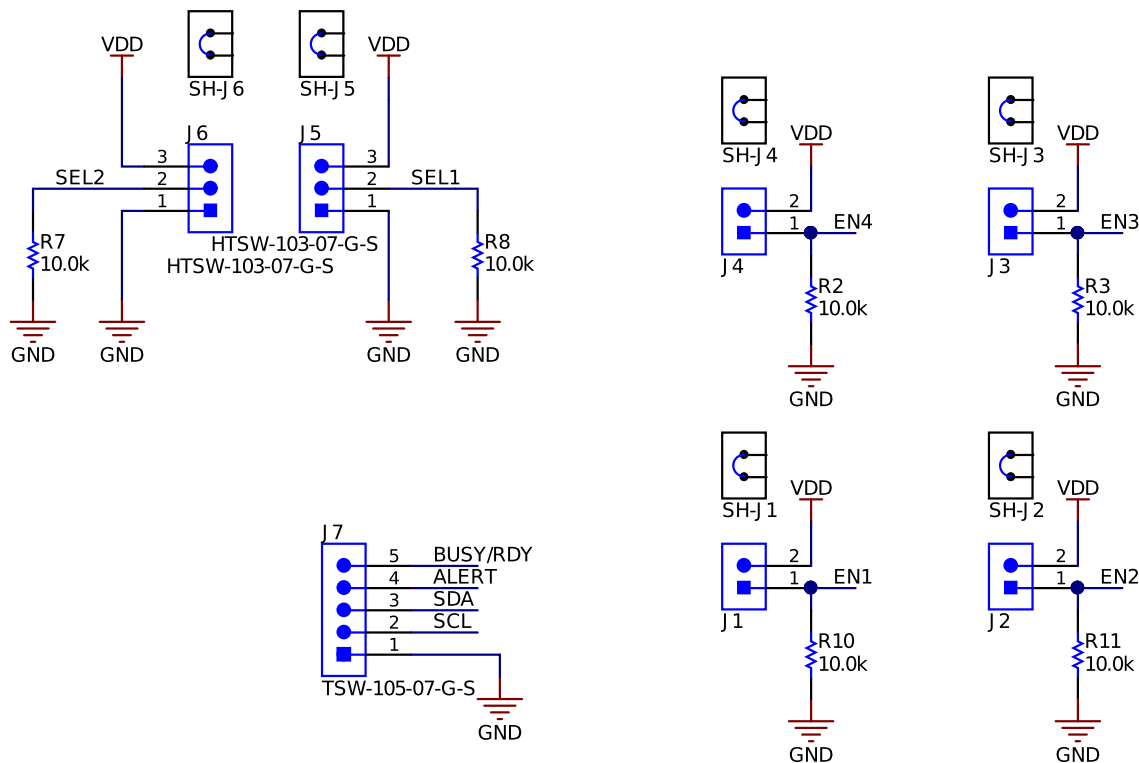 VDD
SH-J6
SH-J5
VDD
J6
3
SEL2
2
1
J5
3
2
SEL1
1
HTSW-103-07-G-S
HTSW-103-07-G-S
R7
10.0k
R8
10.0k
GND
GND
GND
GND
SH-J4
VDD
2
1
EN4
J4
R2
10.0k
GND
SH-J3
VDD
2
1
EN3
J3
R3
10.0k
GND
J7
5
BUSY/RDY
4
ALERT
3
SDA
2
SCL
1
TSW-105-07-G-S
GND
SH-J1
VDD
2
1
EN1
J1
R10
10.0k
GND
SH-J2
VDD
2
1
EN2
J2
R11
10.0k
GND